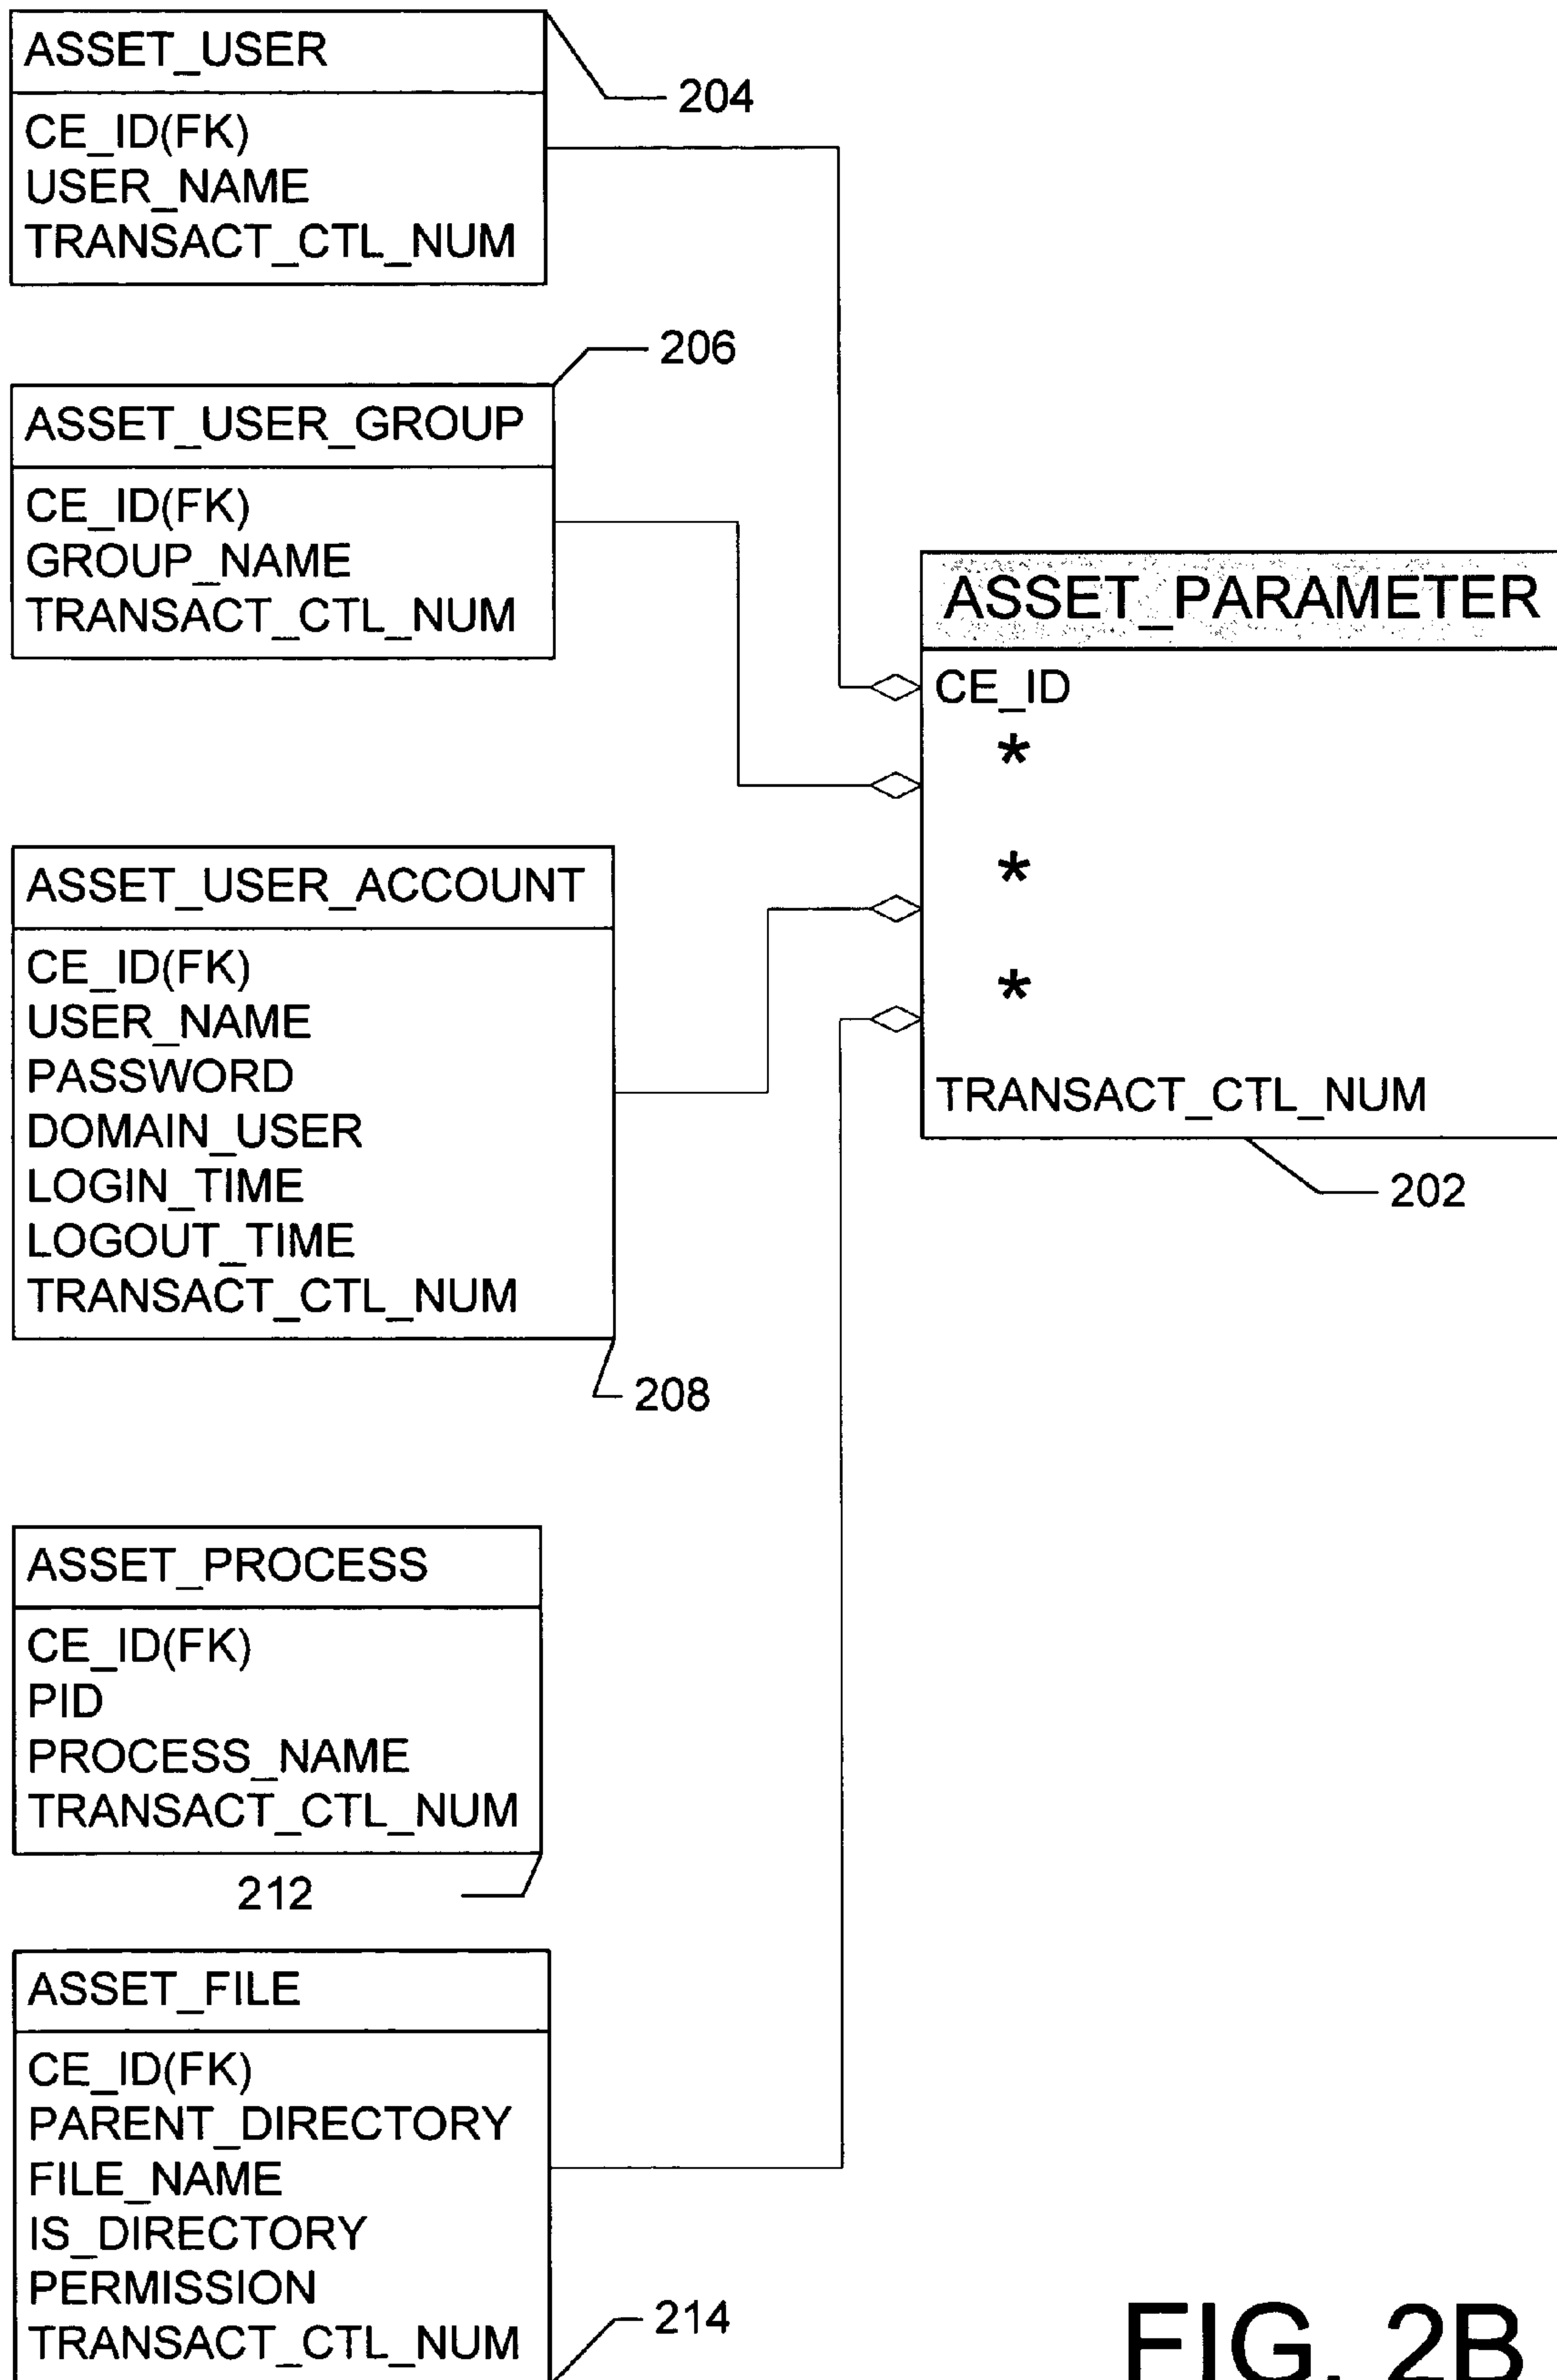 ASSET_USER
204
CE_ID(FK)
USER_NAME
TRANSACT_CTL_NUM
206
ASSET_USER_GROUP
CE_ID(FK)
GROUP_NAME
TRANSACT_CTL_NUM
ASSET_PARAMETER
CE_ID
*
*
*
TRANSACT_CTL_NUM
202
ASSET_USER_ACCOUNT
CE_ID(FK)
USER_NAME
PASSWORD
DOMAIN_USER
LOGIN_TIME
LOGOUT_TIME
TRANSACT_CTL_NUM
208
ASSET_PROCESS
CE_ID(FK)
PID
PROCESS_NAME
TRANSACT_CTL_NUM
212
ASSET_FILE
CE_ID(FK)
PARENT_DIRECTORY
FILE_NAME
IS_DIRECTORY
PERMISSION
TRANSACT_CTL_NUM
214
FIG. 2B